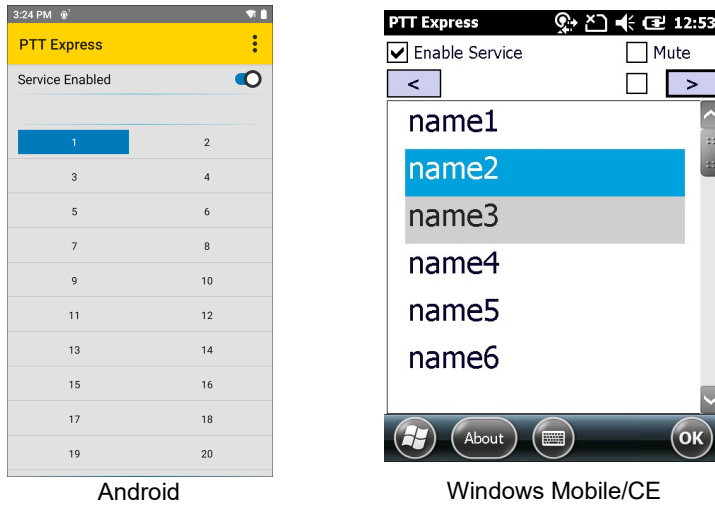 3:24 PM
PTT Express
Service Enabled
1 2
3 4
5 6
7 8
9 10
11 12
13 14
15 16
17 18
19 20
Android
PTT Express 12:53
Enable Service Mute
< >
name1
name2
name3
name4
name5
name6
About OK
Windows Mobile/CE